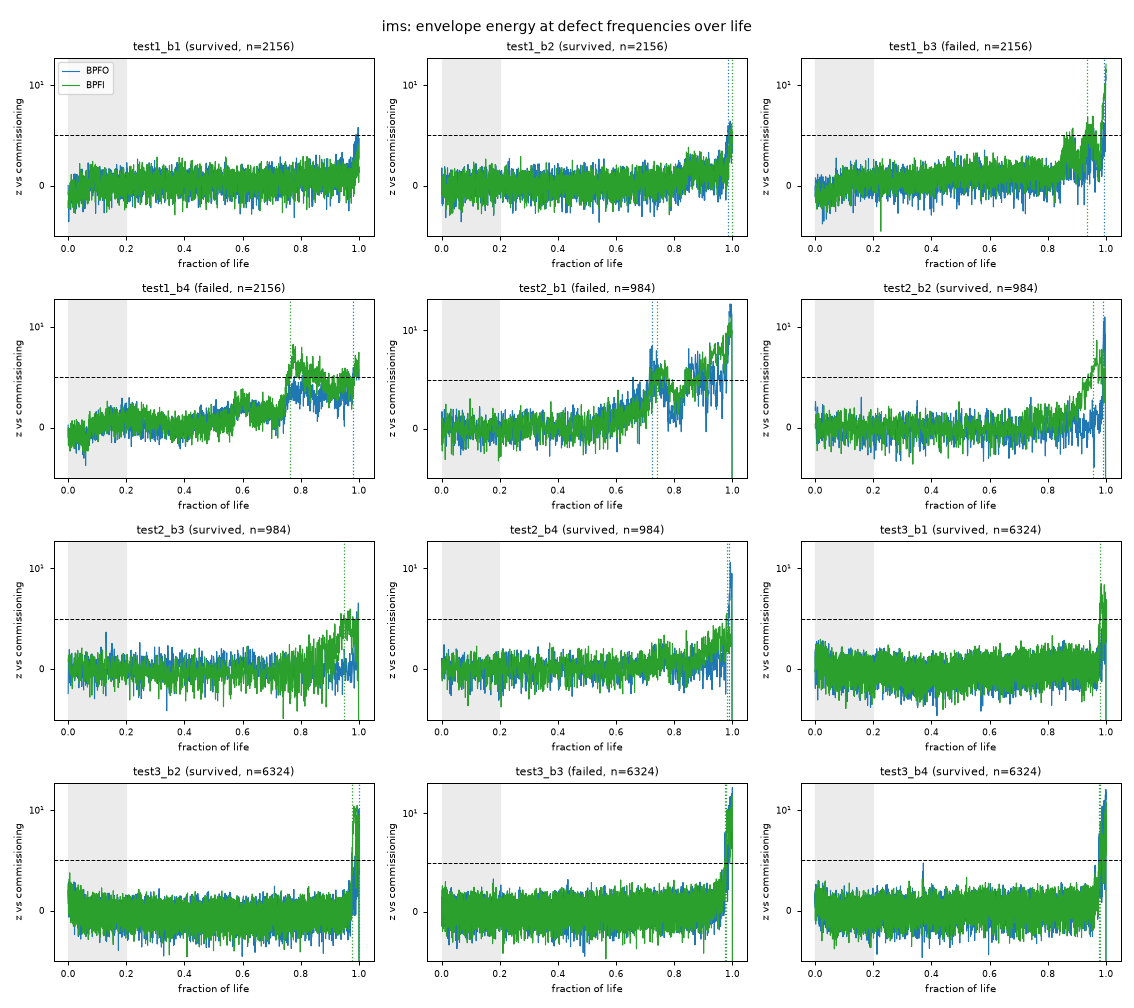 ims: envelope energy at defect frequencies over life
test1_b1 (survived, n=2156)
10¹
0
z vs commissioning
BPFO
BPFI
0.0 0.2 0.4 0.6 0.8 1.0
fraction of life
test1_b2 (survived, n=2156)
10¹
0
z vs commissioning
0.0 0.2 0.4 0.6 0.8 1.0
fraction of life
test1_b3 (failed, n=2156)
10¹
0
z vs commissioning
0.0 0.2 0.4 0.6 0.8 1.0
fraction of life
test1_b4 (failed, n=2156)
10¹
0
z vs commissioning
0.0 0.2 0.4 0.6 0.8 1.0
fraction of life
test2_b1 (failed, n=984)
10¹
0
z vs commissioning
0.0 0.2 0.4 0.6 0.8 1.0
fraction of life
test2_b2 (survived, n=984)
10¹
0
z vs commissioning
0.0 0.2 0.4 0.6 0.8 1.0
fraction of life
test2_b3 (survived, n=984)
10¹
0
z vs commissioning
0.0 0.2 0.4 0.6 0.8 1.0
fraction of life
test2_b4 (survived, n=984)
10¹
0
z vs commissioning
0.0 0.2 0.4 0.6 0.8 1.0
fraction of life
test3_b1 (survived, n=6324)
10¹
0
z vs commissioning
0.0 0.2 0.4 0.6 0.8 1.0
fraction of life
test3_b2 (survived, n=6324)
10¹
0
z vs commissioning
0.0 0.2 0.4 0.6 0.8 1.0
fraction of life
test3_b3 (failed, n=6324)
10¹
0
z vs commissioning
0.0 0.2 0.4 0.6 0.8 1.0
fraction of life
test3_b4 (survived, n=6324)
10¹
0
z vs commissioning
0.0 0.2 0.4 0.6 0.8 1.0
fraction of life